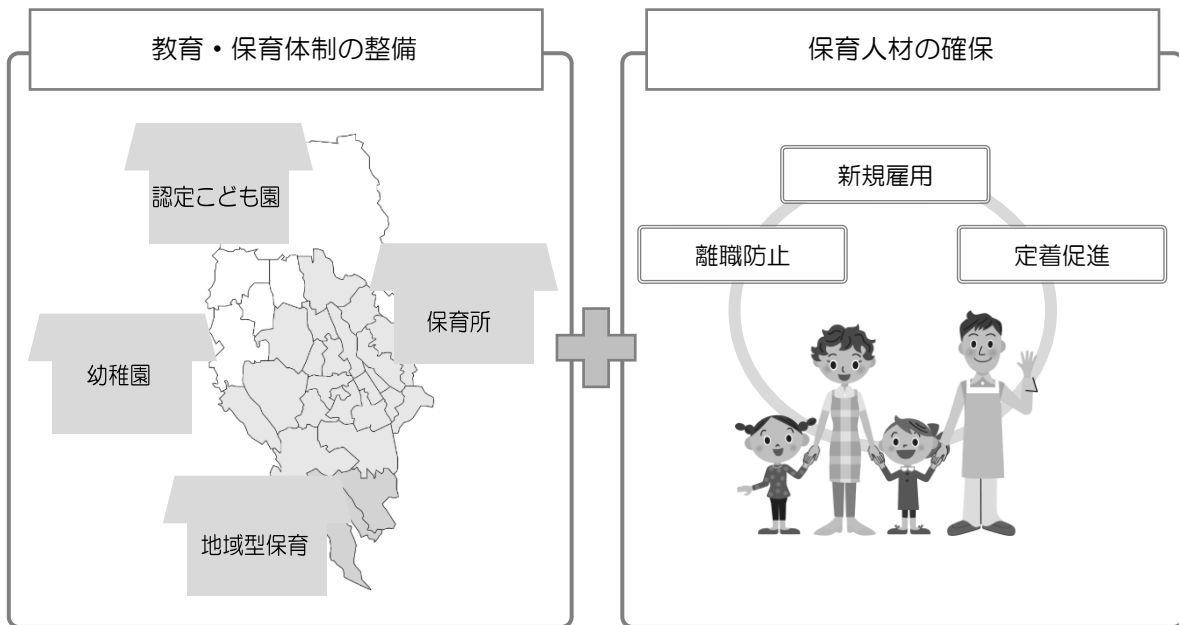 教育・保育体制の整備
認定こども園
保育所
幼稚園
地域型保育
保育人材の確保
新規雇用
離職防止
定着促進